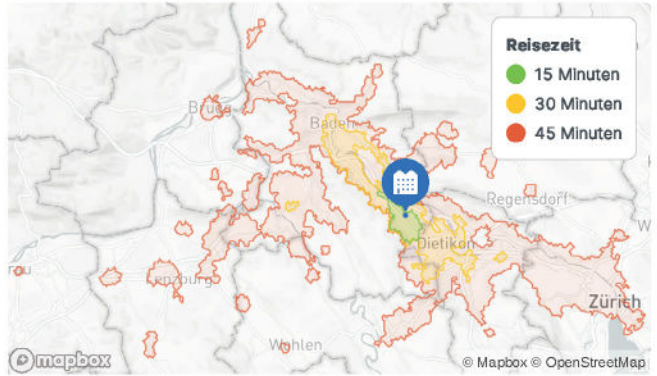 Reisezeit
15 Minuten
30 Minuten
45 Minuten
Brugg
Baden
Regensdorf
Dietikon
Lenzburg
Zürich
Wohlen
mapbox
© Mapbox © OpenStreetMap